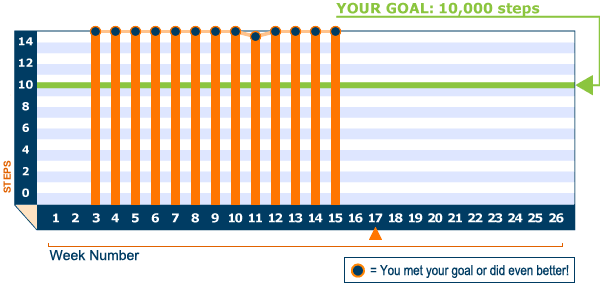 YOUR GOAL: 10,000 steps
14
12
10
8
6
4
2
0
STEPS
1 2 3 4 5 6 7 8 9 10 11 12 13 14 15 16 17 18 19 20 21 22 23 24 25 26
Week Number
= You met your goal or did even better!